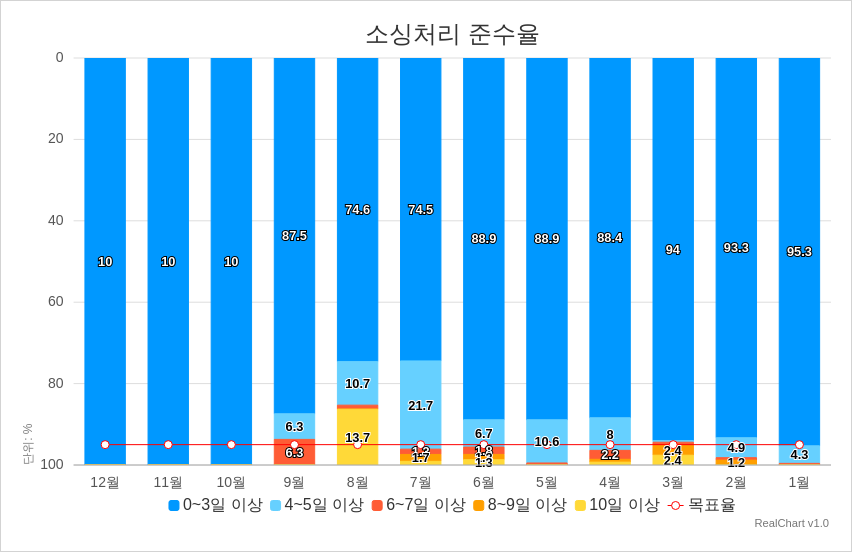 소싱처리 준수율
0
20
40
60
80
100
단위: %
10 10 10 87.5 74.6 74.5 88.9 88.9 88.4 94 93.3 95.3
6.3 10.7 21.7 6.7 10.6 8 4.9 4.3
6.3 2.2
13.7 1.7 1.3 2.4 2.4 1.2
12월 11월 10월 9월 8월 7월 6월 5월 4월 3월 2월 1월
0~3일 이상 4~5일 이상 6~7일 이상 8~9일 이상 10일 이상 목표율
RealChart v1.0